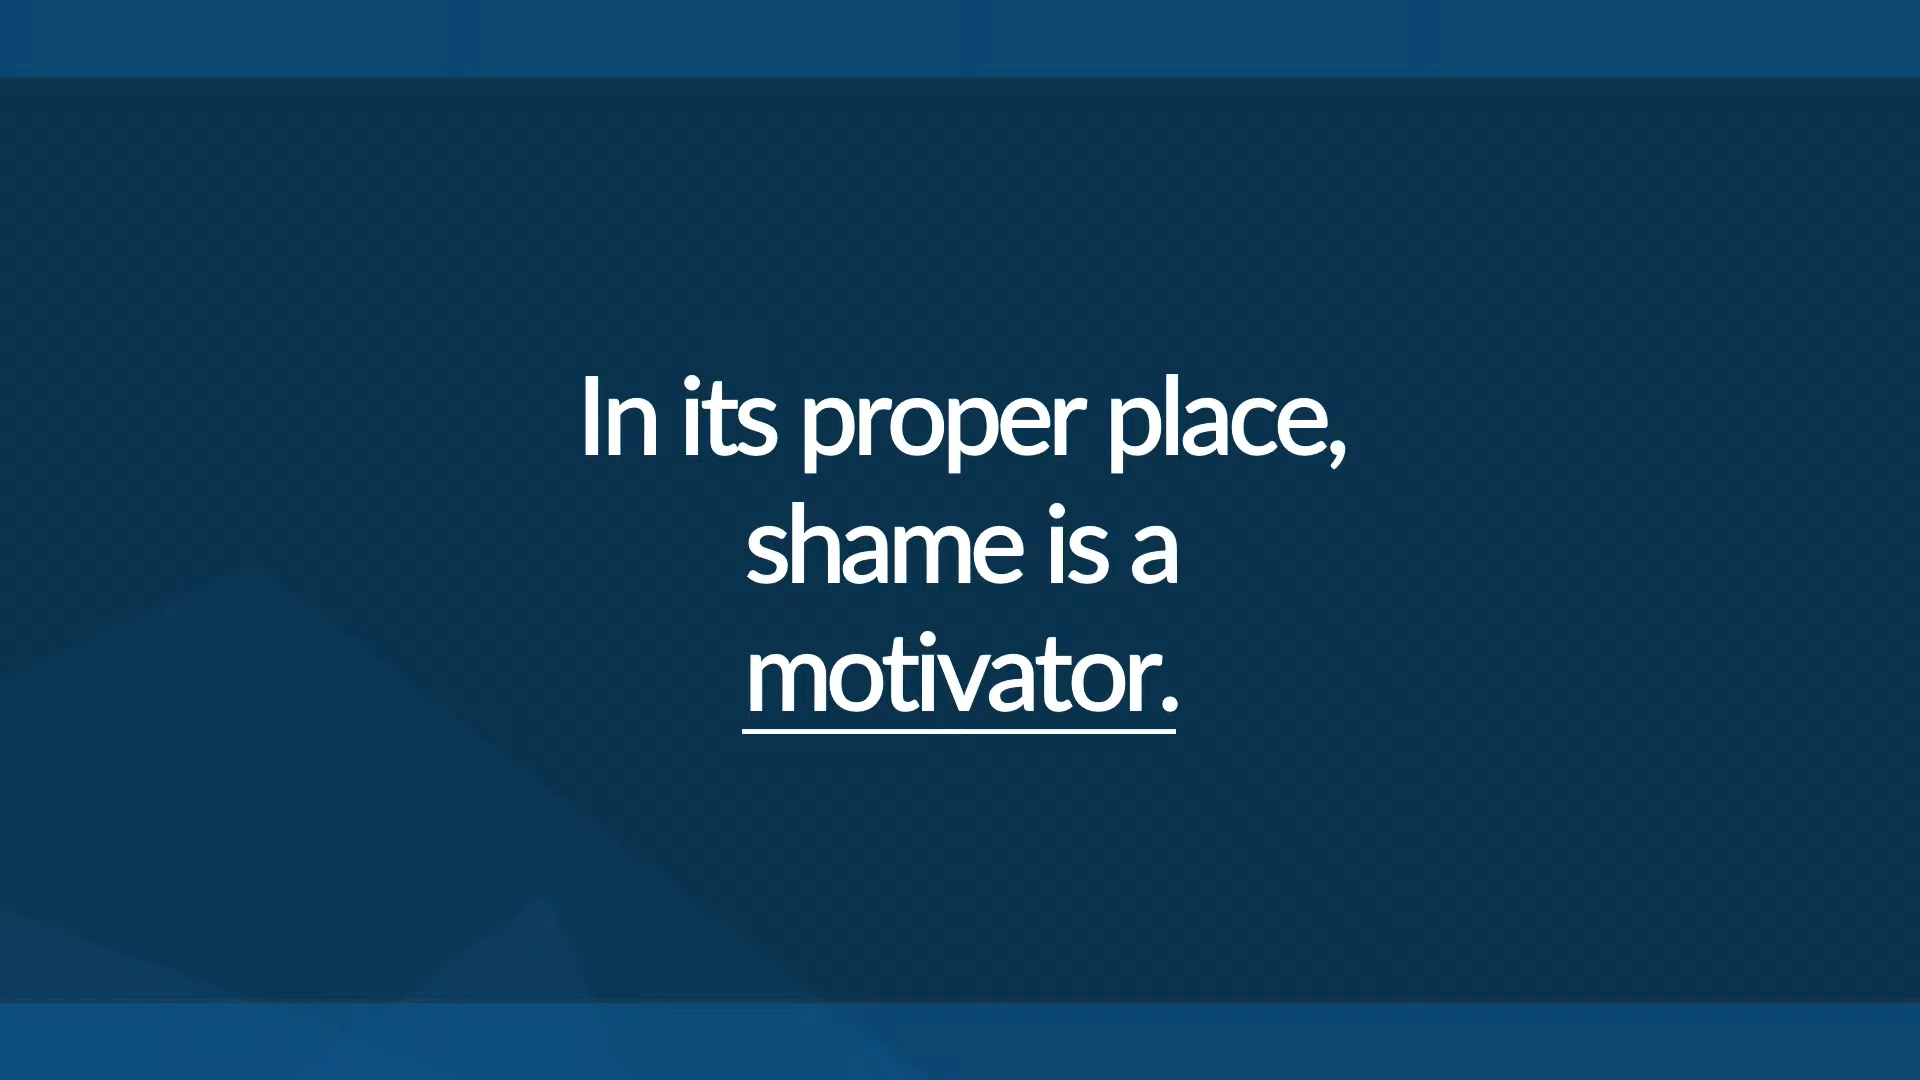 In its proper place,
shame is a
motivator.